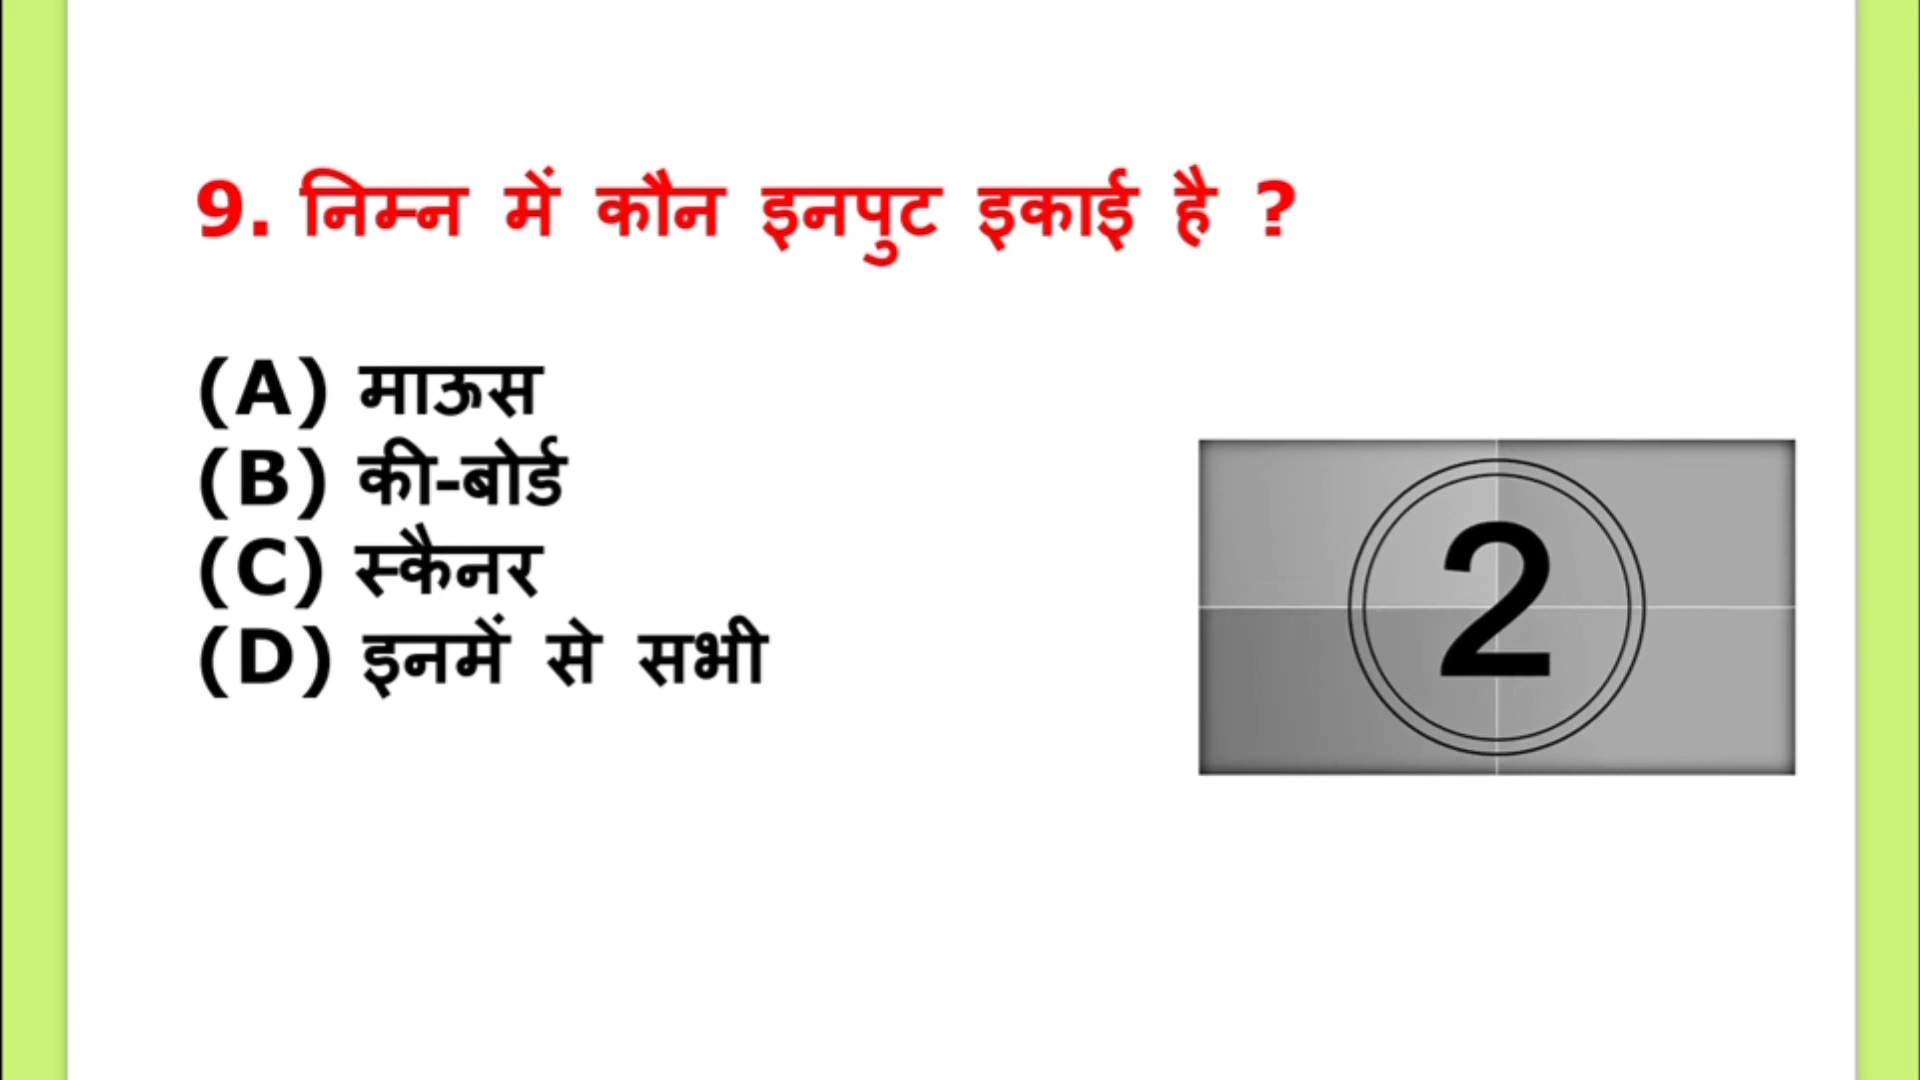 9. निम्न में कौन इनपुट इकाई है ?
(A) माऊस
(B) की-बोर्ड
(C) स्कैनर
(D) इनमें से सभी
2